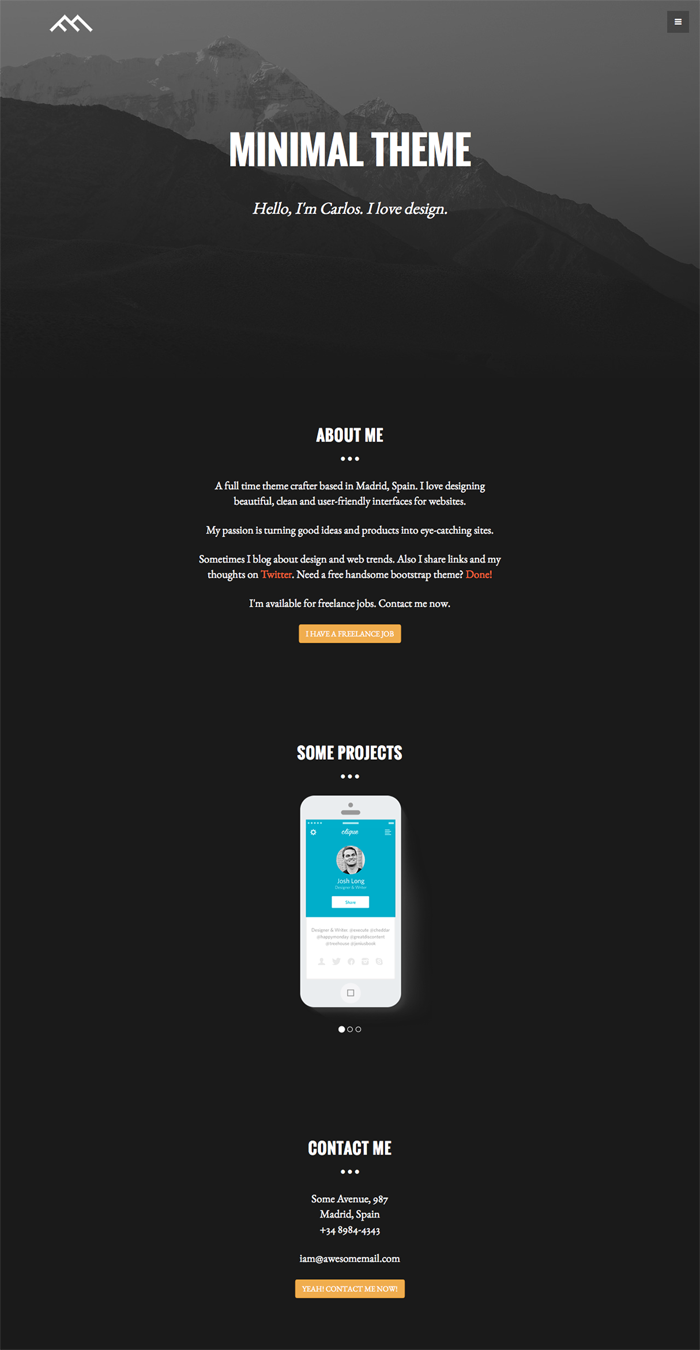 MINIMAL THEME
Hello, I'm Carlos. I love design.
ABOUT ME
A full time theme crafter based in Madrid, Spain. I love designing
beautiful, clean and user-friendly interfaces for websites.
My passion is turning good ideas and products into eye-catching sites.
Sometimes I blog about design and web trends. Also I share links and my
thoughts on Twitter. Need a free handsome bootstrap theme? Done!
I'm available for freelance jobs. Contact me now.
I HAVE A FREELANCE JOB
SOME PROJECTS
clique
Josh Long
Designer & Writer
Designer & Writer
CONTACT ME
Some Avenue, 987
Madrid, Spain
+34 8984-4343
iam@awesomemail.com
YEAH! CONTACT ME NOW!